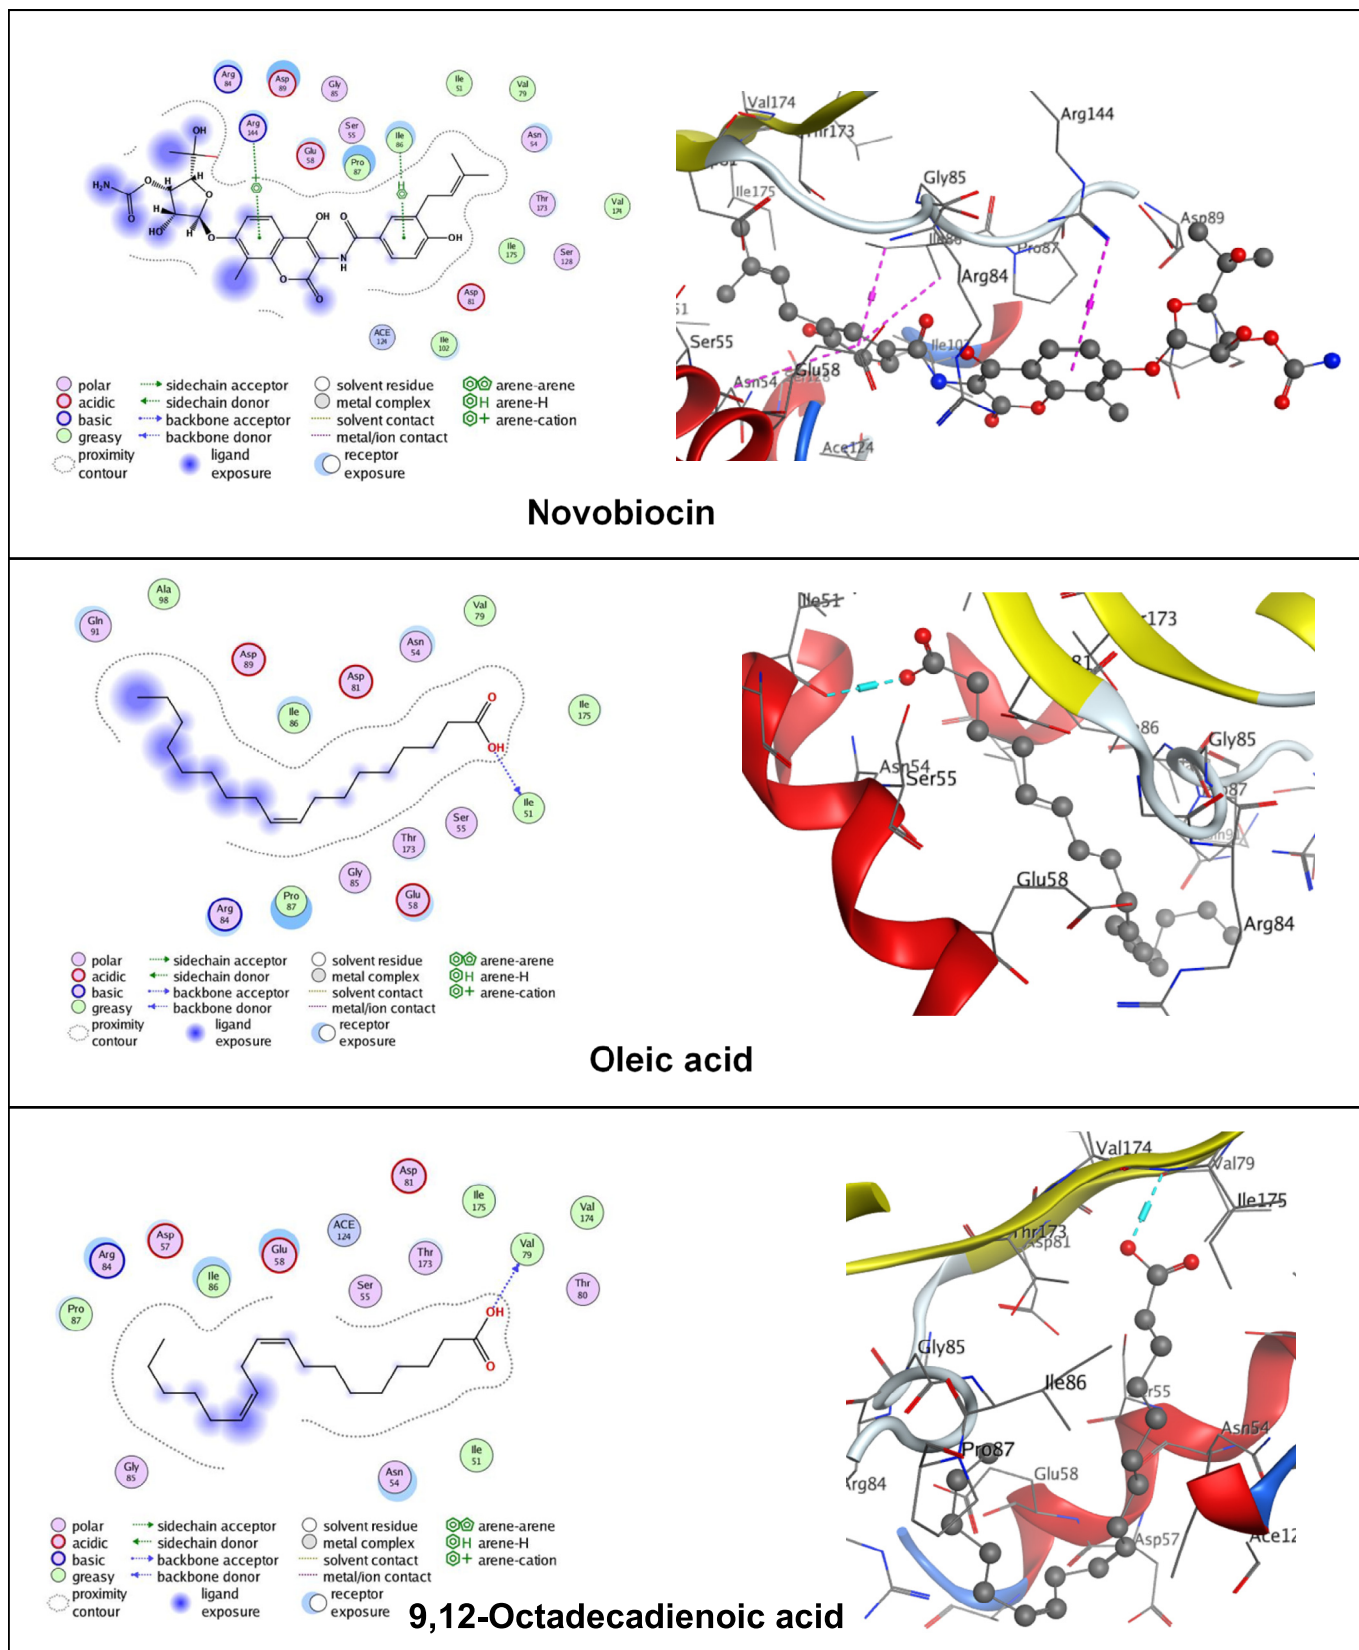 Arg 84
Asp 89
Gly 85
Ile 51
Val 79
Arg 144
Ser 55
Ile 86
Asn 54
Glu 58
Pro 87
OH
H
H
H2N
O
O
O
H
HO
H
O
OH
O
N
H
O
O
OH
H
Thr 173
Val 174
Ile 175
Ser 128
Asp 81
ACE 124
Ile 102
Val174
Thr173
Arg144
Ile175
Gly85
Asp89
Ile86
Pro87
Arg84
Ser55
Glu58
Asn54
Ace124
polar
acidic
basic
greasy
proximity
contour
sidechain acceptor
sidechain donor
backbone acceptor
backbone donor
ligand
exposure
solvent residue
metal complex
solvent contact
metal/ion contact
receptor
exposure
arene-arene
H arene-H
+ arene-cation
Novobiocin
Ala 98
Gln 91
Val 79
Asn 54
Asp 89
Asp 81
Ile 86
Ile 175
O
OH
Ile 51
Ser 55
Thr 173
Gly 85
Pro 87
Glu 58
Arg 84
Ile51
r173
81
86
Gly85
Asn54
Ser55
Glu58
Arg84
polar
acidic
basic
greasy
proximity
contour
sidechain acceptor
sidechain donor
backbone acceptor
backbone donor
ligand
exposure
solvent residue
metal complex
solvent contact
metal/ion contact
receptor
exposure
arene-arene
H arene-H
+ arene-cation
Oleic acid
Asp 81
Ile 175
Val 174
ACE 124
Asp 57
Arg 84
Ile 86
Glu 58
Thr 173
Val 79
Ser 55
Thr 80
Pro 87
OH
O
Gly 85
Asn 54
Ile 51
Val174
Val79
Ile175
Thr173
Asp81
Gly85
Ile86
Asn54
Pro87
Arg84
Glu58
Asp57
Ace12
polar
acidic
basic
greasy
proximity
contour
sidechain acceptor
sidechain donor
backbone acceptor
backbone donor
ligand
exposure
solvent residue
metal complex
solvent contact
metal/ion contact
receptor
exposure
arene-arene
H arene-H
+ arene-cation
9,12-Octadecadienoic acid